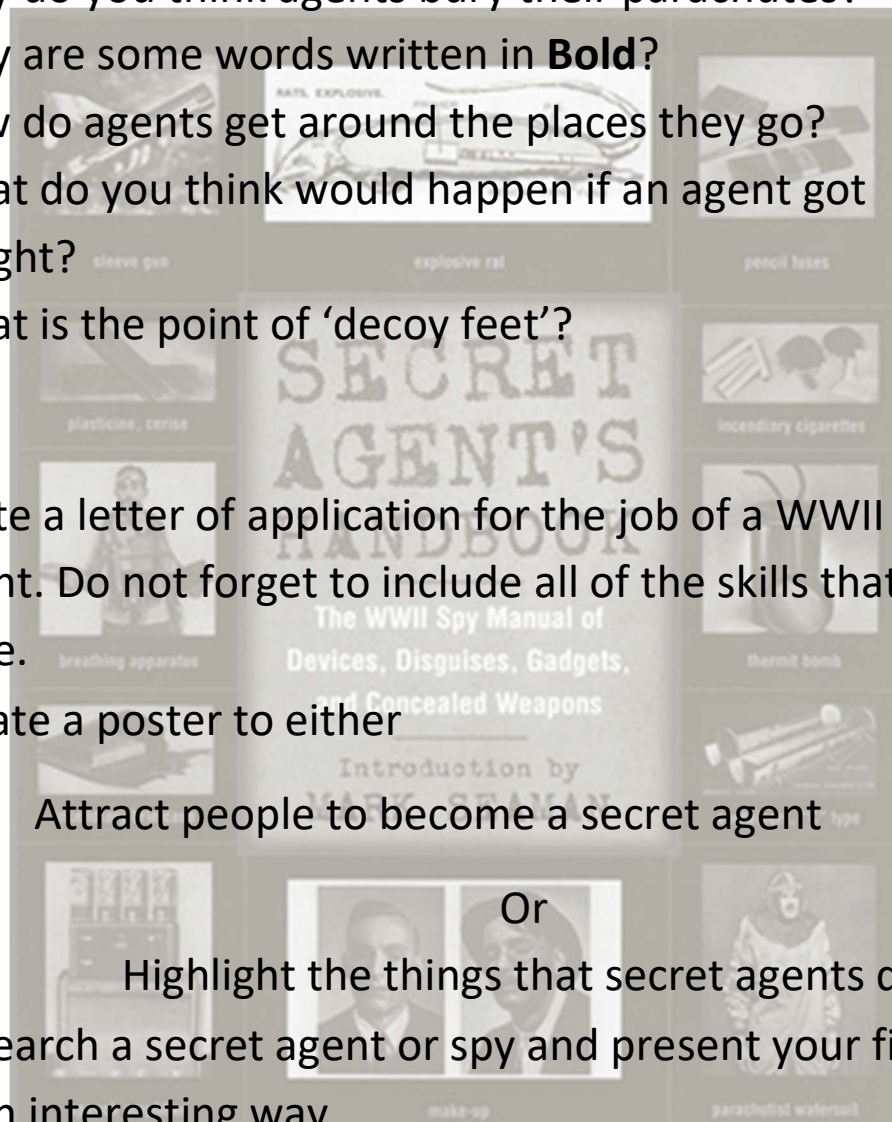 do you think agents bury their parachutes?
are some words written in Bold?
do agents get around the places they go?
at do you think would happen if an agent got
ght?
at is the point of ‘decoy feet’?
te a letter of application for the job of a WWII
nt. Do not forget to include all of the skills that
e.
ate a poster to either
Attract people to become a secret agent
Or
Highlight the things that secret agents
earch a secret agent or spy and present your fi
n interesting way
RATS, EXPLOSIVE.
sleeve gun
explosive rat
pencil fuses
SECRET
AGENT'S
HANDBOOK
plasticine, cerise
incendiary cigarettes
The WWII Spy Manual of
Devices, Disguises, Gadgets,
and Concealed Weapons
breathing apparatus
thermit bomb
Introduction by
MARK SEAMAN
type
make-up
parachutist watersuit